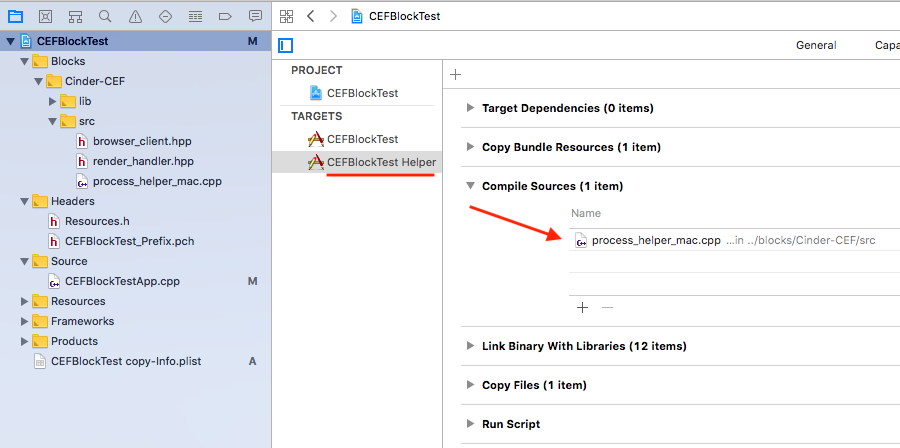 CEFBlockTest
CEFBlockTest M
Blocks
Cinder-CEF
lib
src
browser_client.hpp
render_handler.hpp
process_helper_mac.cpp
Headers
Resources.h
CEFBlockTest_Prefix.pch
Source
CEFBlockTestApp.cpp M
Resources
Frameworks
Products
CEFBlockTest copy-Info.plist A
General Capa
PROJECT
CEFBlockTest
TARGETS
CEFBlockTest
CEFBlockTest Helper
Target Dependencies (0 items)
Copy Bundle Resources (1 item)
Compile Sources (1 item)
Name
process_helper_mac.cpp ...in ../blocks/Cinder-CEF/src
Link Binary With Libraries (12 items)
Copy Files (1 item)
Run Script